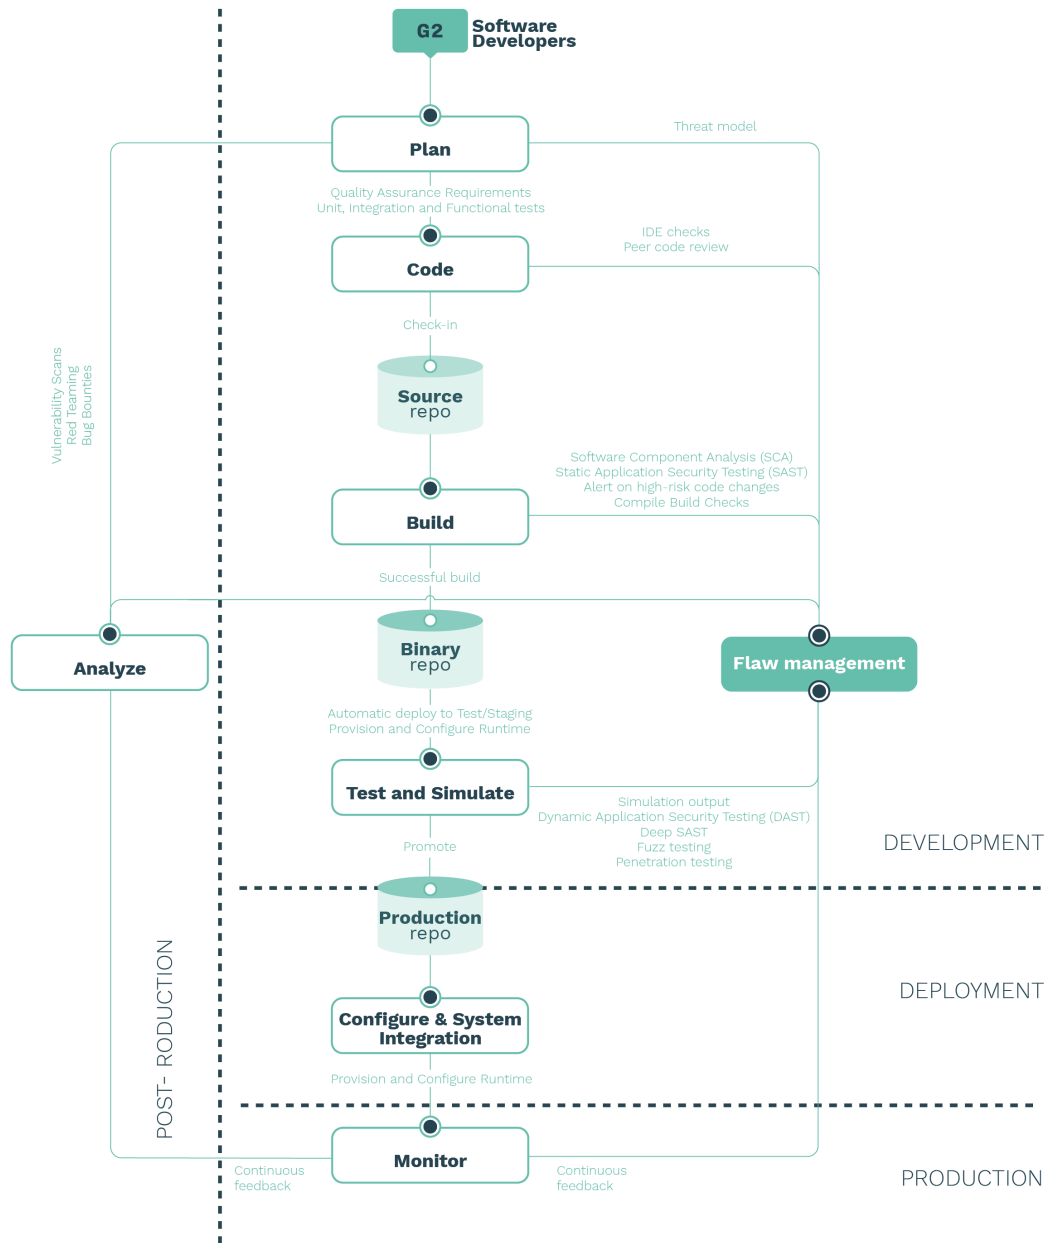 G2
Software
Developers
Threat model
Plan
Quality Assurance Requirements
Unit, Integration and Functional tests
IDE checks
Peer code review
Code
Check-in
Vulnerability Scans
Red Teaming
Bug Bounties
Source
repo
Software Component Analysis (SCA)
Static Application Security Testing (SAST)
Alert on high-risk code changes
Compile Build Checks
Build
Successful build
Analyze
Binary
repo
Flaw management
Automatic deploy to Test/Staging
Provision and Configure Runtime
Test and Simulate
Simulation output
Dynamic Application Security Testing (DAST)
Deep SAST
Fuzz testing
Penetration testing
Promote
DEVELOPMENT
Production
repo
DEPLOYMENT
POST- RODUCTION
Configure & System
Integration
Provision and Configure Runtime
Monitor
Continuous
feedback
Continuous
feedback
PRODUCTION